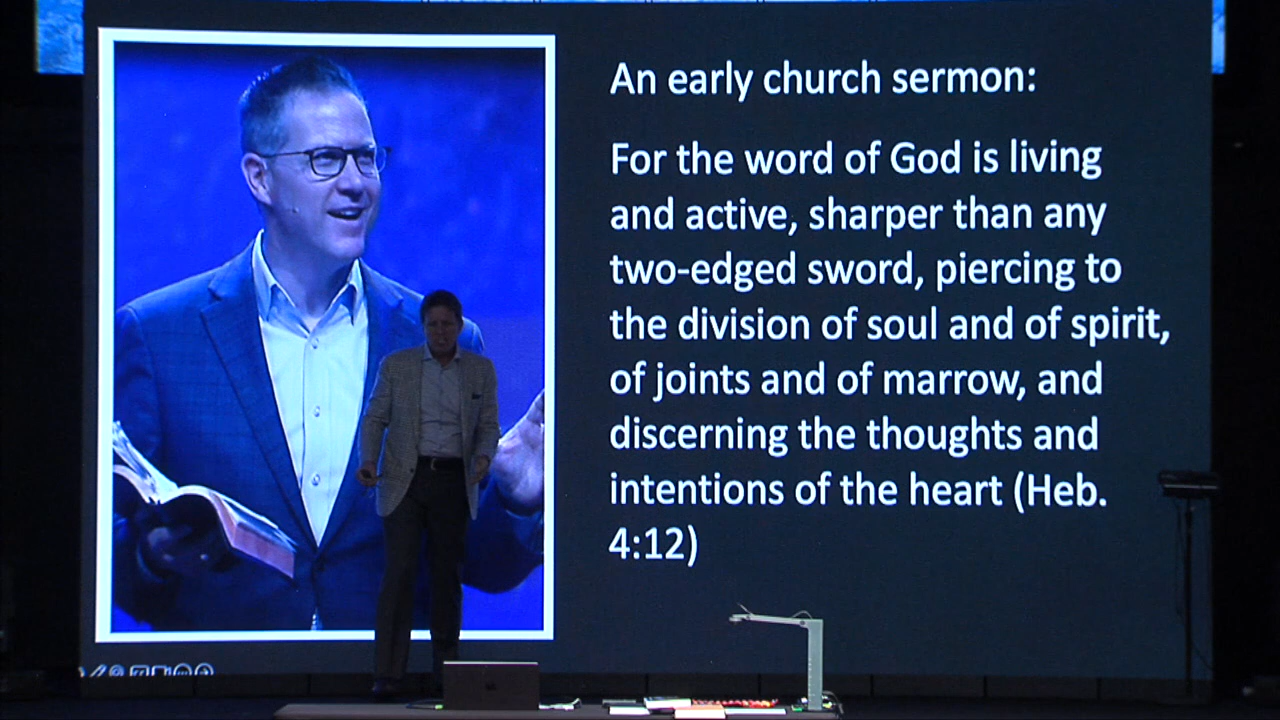 An early church sermon:
For the word of God is living
and active, sharper than any
two-edged sword, piercing to
the division of soul and of spirit,
of joints and of marrow, and
discerning the thoughts and
intentions of the heart (Heb.
4:12)